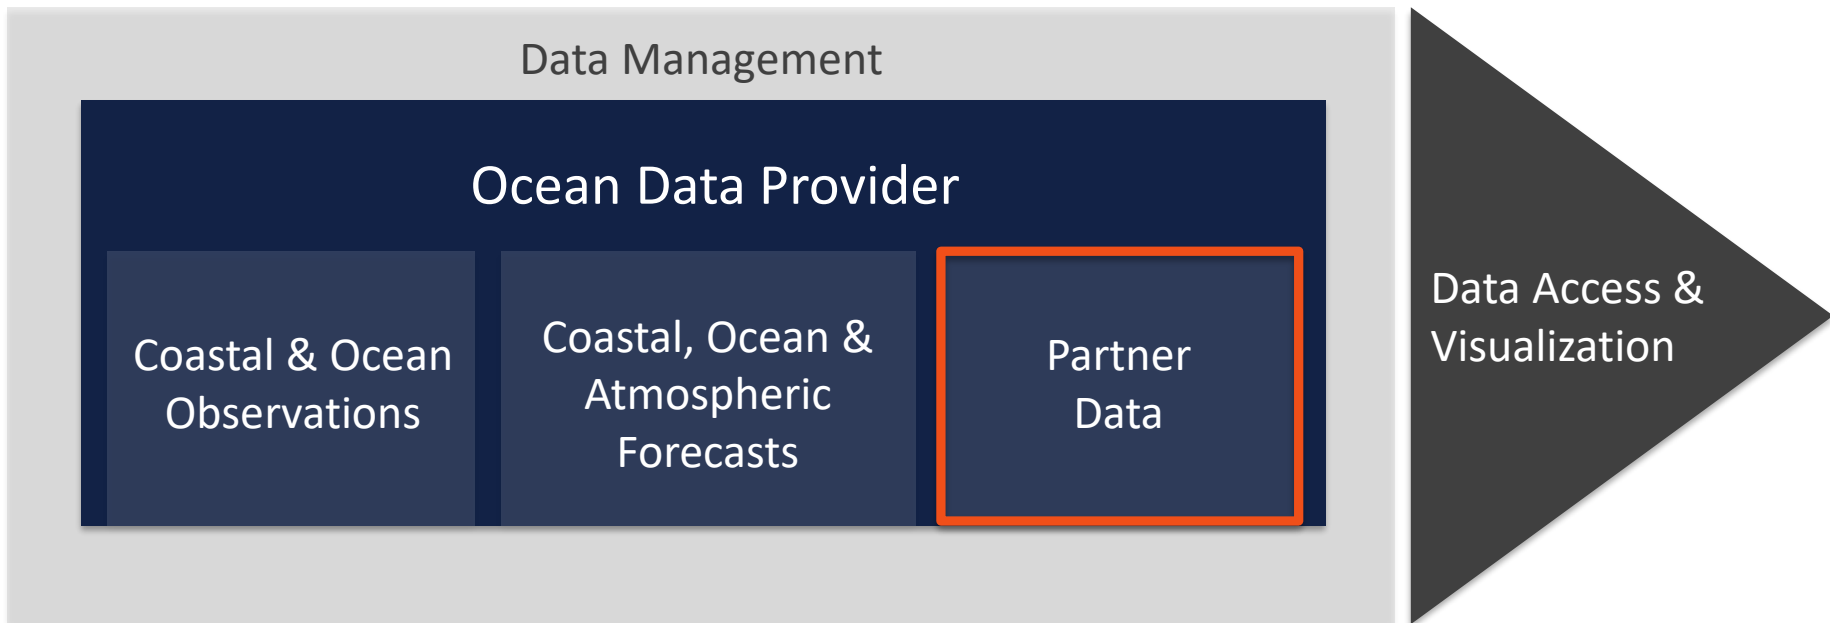 Data Management
Ocean Data Provider
Coastal & Ocean
Observations
Coastal, Ocean &
Atmospheric
Forecasts
Partner
Data
Data Access &
Visualization